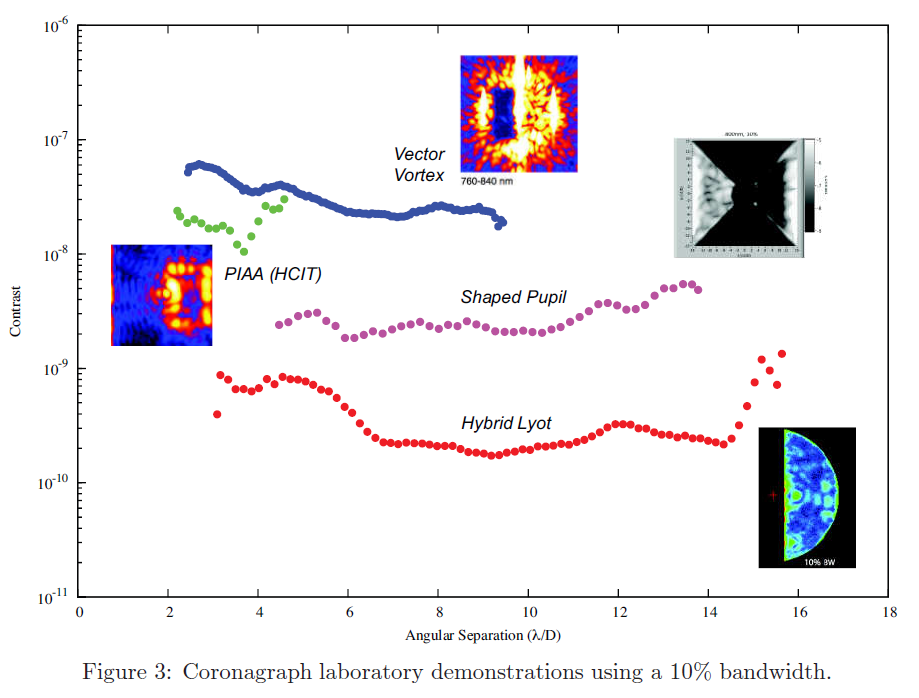 10-6
10-7
10-8
10-9
10-10
10-11
Contrast
Vector
Vortex
760-840 nm
800nm, 10%
PIAA (HCIT)
Shaped Pupil
Hybrid Lyot
10% BW
0 2 4 6 8 10 12 14 16 18
Angular Separation (λ/D)
Figure 3: Coronagraph laboratory demonstrations using a 10% bandwidth.